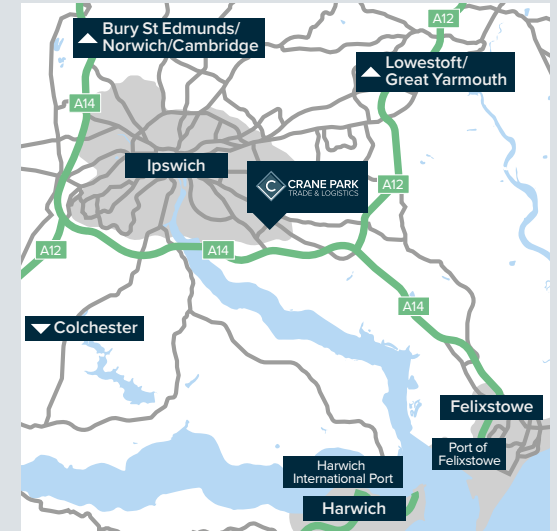 A12
Bury St Edmunds/
Norwich/Cambridge
Lowestoft/
Great Yarmouth
A14
Ipswich
C
CRANE PARK
TRADE & LOGISTICS
A12
A12
A14
A14
Colchester
Felixstowe
Port of
Felixstowe
Harwich
International Port
Harwich